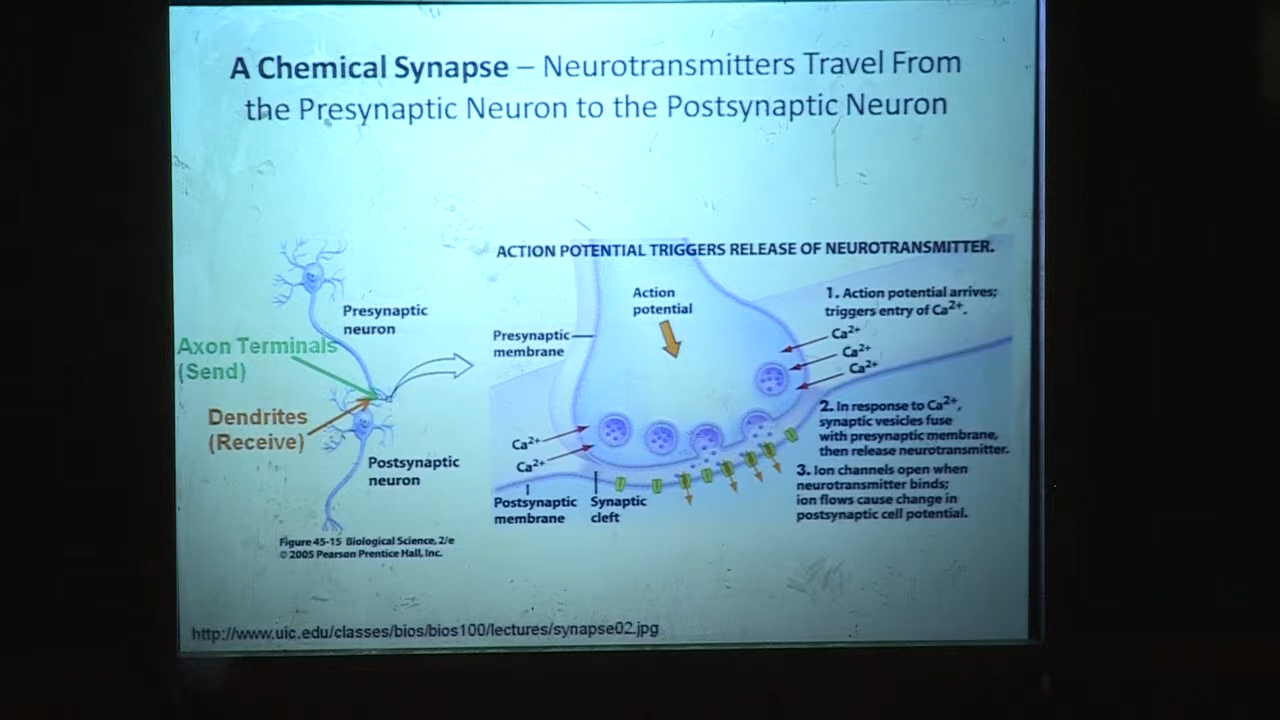 A Chemical Synapse – Neurotransmitters Travel From
the Presynaptic Neuron to the Postsynaptic Neuron
ACTION POTENTIAL TRIGGERS RELEASE OF NEUROTRANSMITTER.
Presynaptic
neuron
Axon Terminals
(Send)
Dendrites
(Receive)
Postsynaptic
neuron
Figure 45-15 Biological Science, 2/e
© 2005 Pearson Prentice Hall, Inc.
Action
potential
Presynaptic
membrane
1. Action potential arrives;
triggers entry of Ca2+.
Ca2+
Ca2+
Ca2+
2. In response to Ca2+,
synaptic vesicles fuse
with presynaptic membrane,
then release neurotransmitter.
Ca2+
Ca2+
3. Ion channels open when
neurotransmitter binds;
ion flows cause change in
postsynaptic cell potential.
Postsynaptic
membrane
Synaptic
cleft
http://www.uic.edu/classes/bios/bios100/lectures/synapse02.jpg